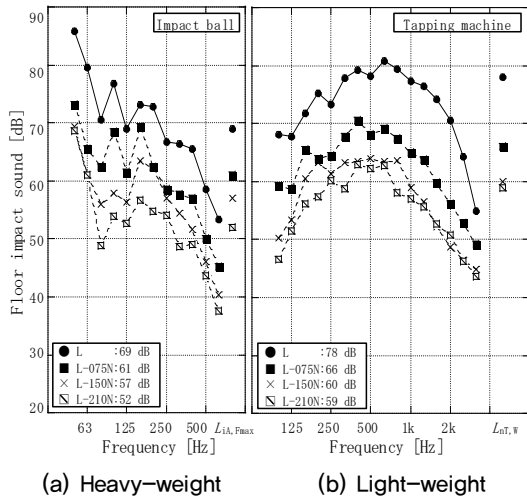 Impact ball
Tapping machine
Floor impact sound [dB]
90
80
70
60
50
40
30
20
L :69 dB
L-075N:61 dB
L-150N:57 dB
L-210N:52 dB
L :78 dB
L-075N:66 dB
L-150N:60 dB
L-210N:59 dB
63 125 250 500 LiA,Fmax
125 250 500 1k 2k LnT,W
Frequency [Hz]
Frequency [Hz]
(a) Heavy-weight
(b) Light-weight